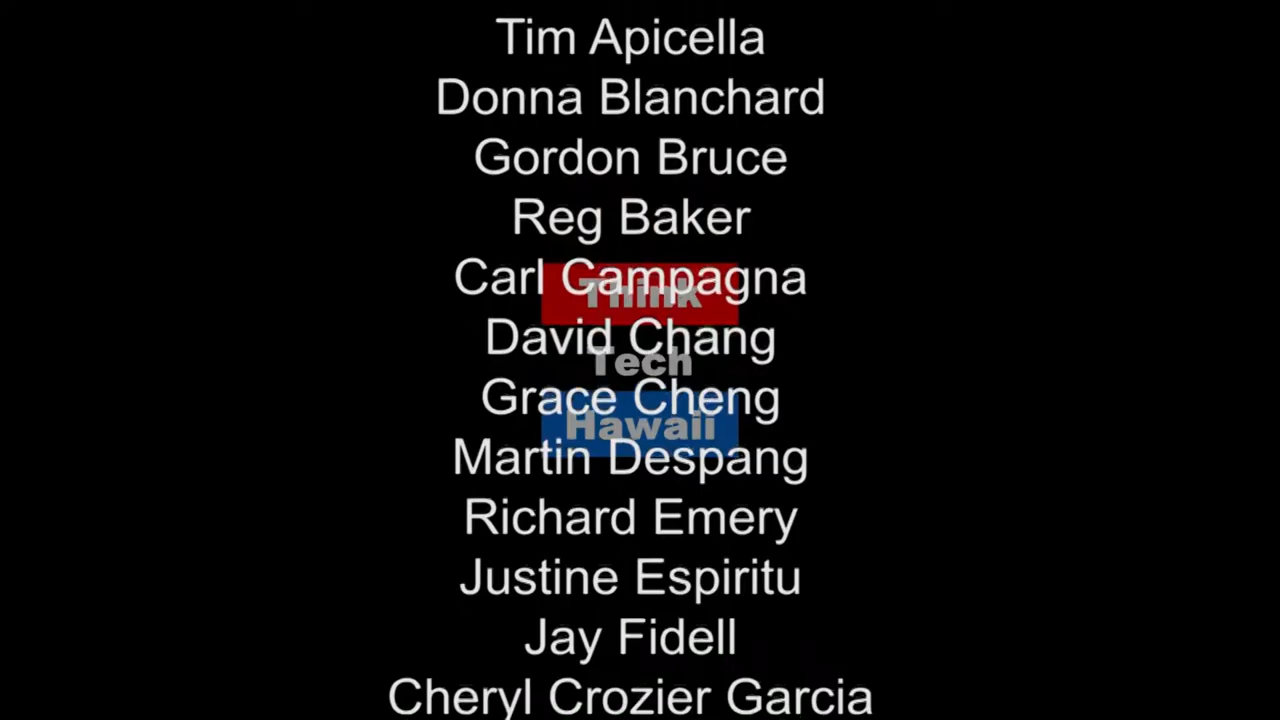 Tim Apicella
Donna Blanchard
Gordon Bruce
Reg Baker
Carl Campagna
Think
David Chang
Tech
Grace Cheng
Hawaii
Martin Despang
Richard Emery
Justine Espiritu
Jay Fidell
Cheryl Crozier Garcia